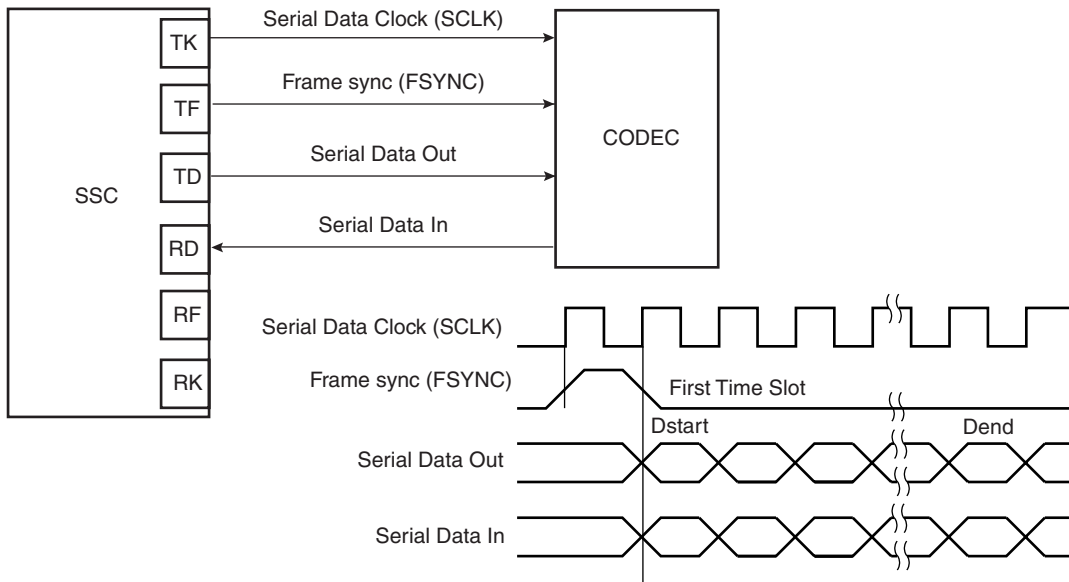 Serial Data Clock (SCLK)
TK
Frame sync (FSYNC)
TF
CODEC
Serial Data Out
TD
SSC
Serial Data In
RD
RF
Serial Data Clock (SCLK)
RK
Frame sync (FSYNC)
First Time Slot
Dstart
Dend
Serial Data Out
Serial Data In